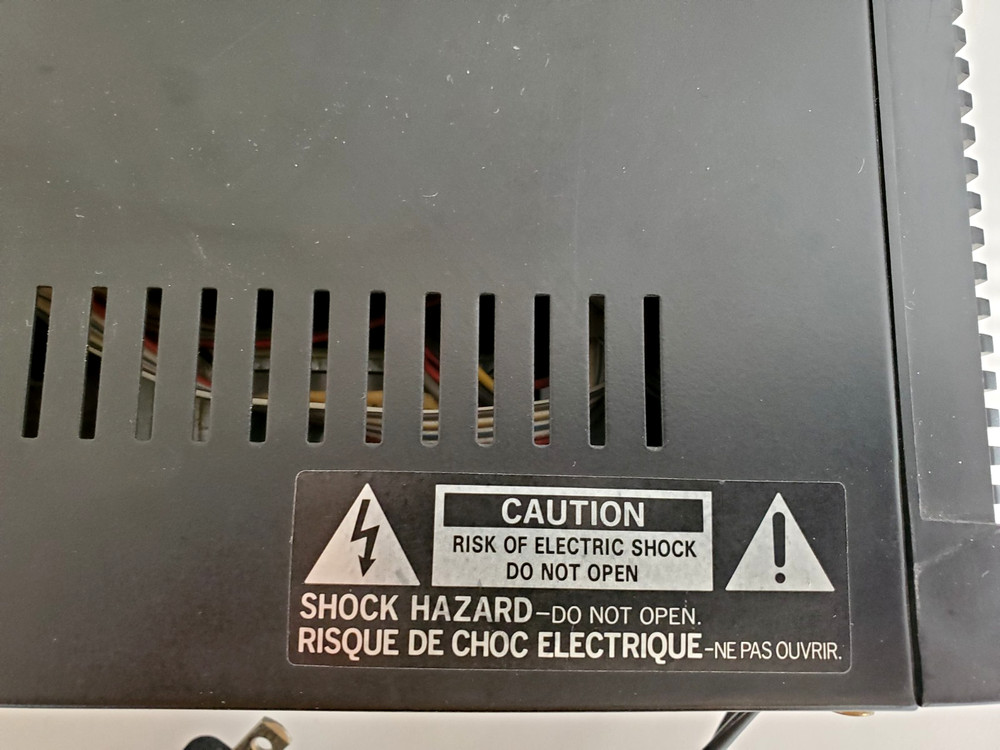 CAUTION
RISK OF ELECTRIC SHOCK
DO NOT OPEN
SHOCK HAZARD–DO NOT OPEN.
RISQUE DE CHOC ELECTRIQUE–NE PAS OUVRIR.